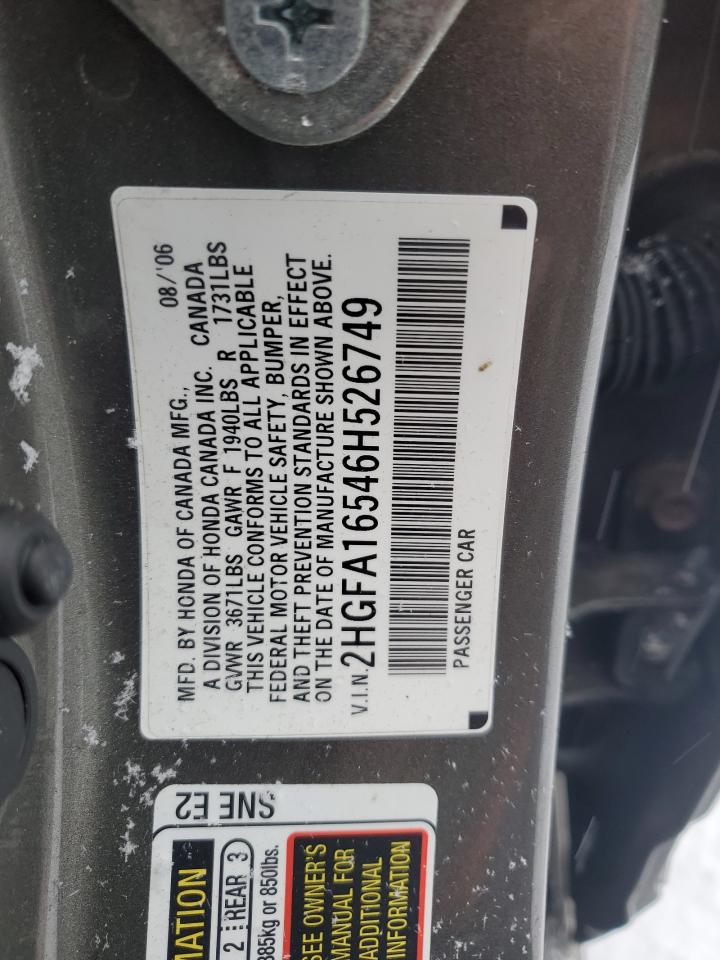 MFD. BY HONDA OF CANADA MFG., 08/'06
A DIVISION OF HONDA CANADA INC. CANADA
GVWR 3671LBS GAWR F 1940LBS R 1731LBS
THIS VEHICLE CONFORMS TO ALL APPLICABLE
FEDERAL MOTOR VEHICLE SAFETY, BUMPER,
AND THEFT PREVENTION STANDARDS IN EFFECT
ON THE DATE OF MANUFACTURE SHOWN ABOVE.
V.I.N. 2HGFA16546H526749
PASSENGER CAR
SNE E2
MATION
2 REAR 3
385kg or 850lbs.
SEE OWNER'S
MANUAL FOR
ADDITIONAL
INFORMATION